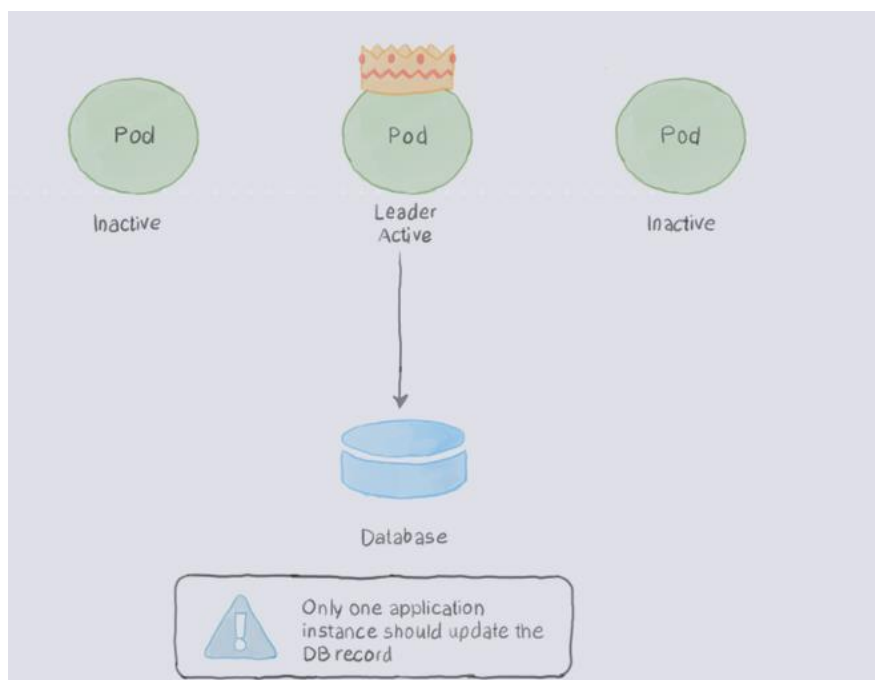 Pod
Pod
Pod
Inactive
Leader
Active
Inactive
Database
Only one application
instance should update the
DB record